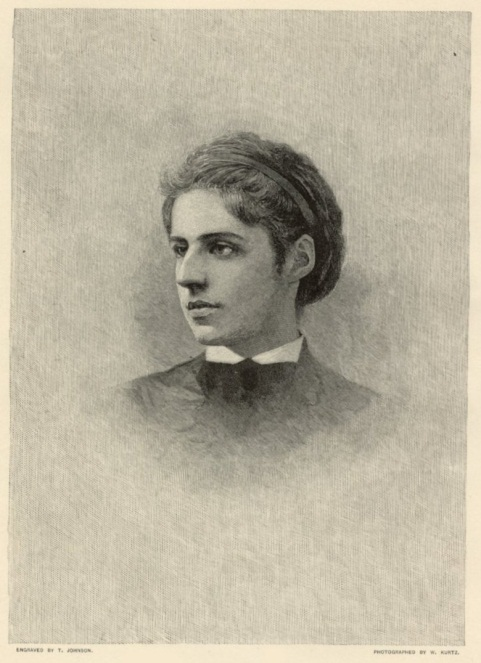 ENGRAVED BY T. JOHNSON.
PHOTOGRAPHED BY W. KURTZ.